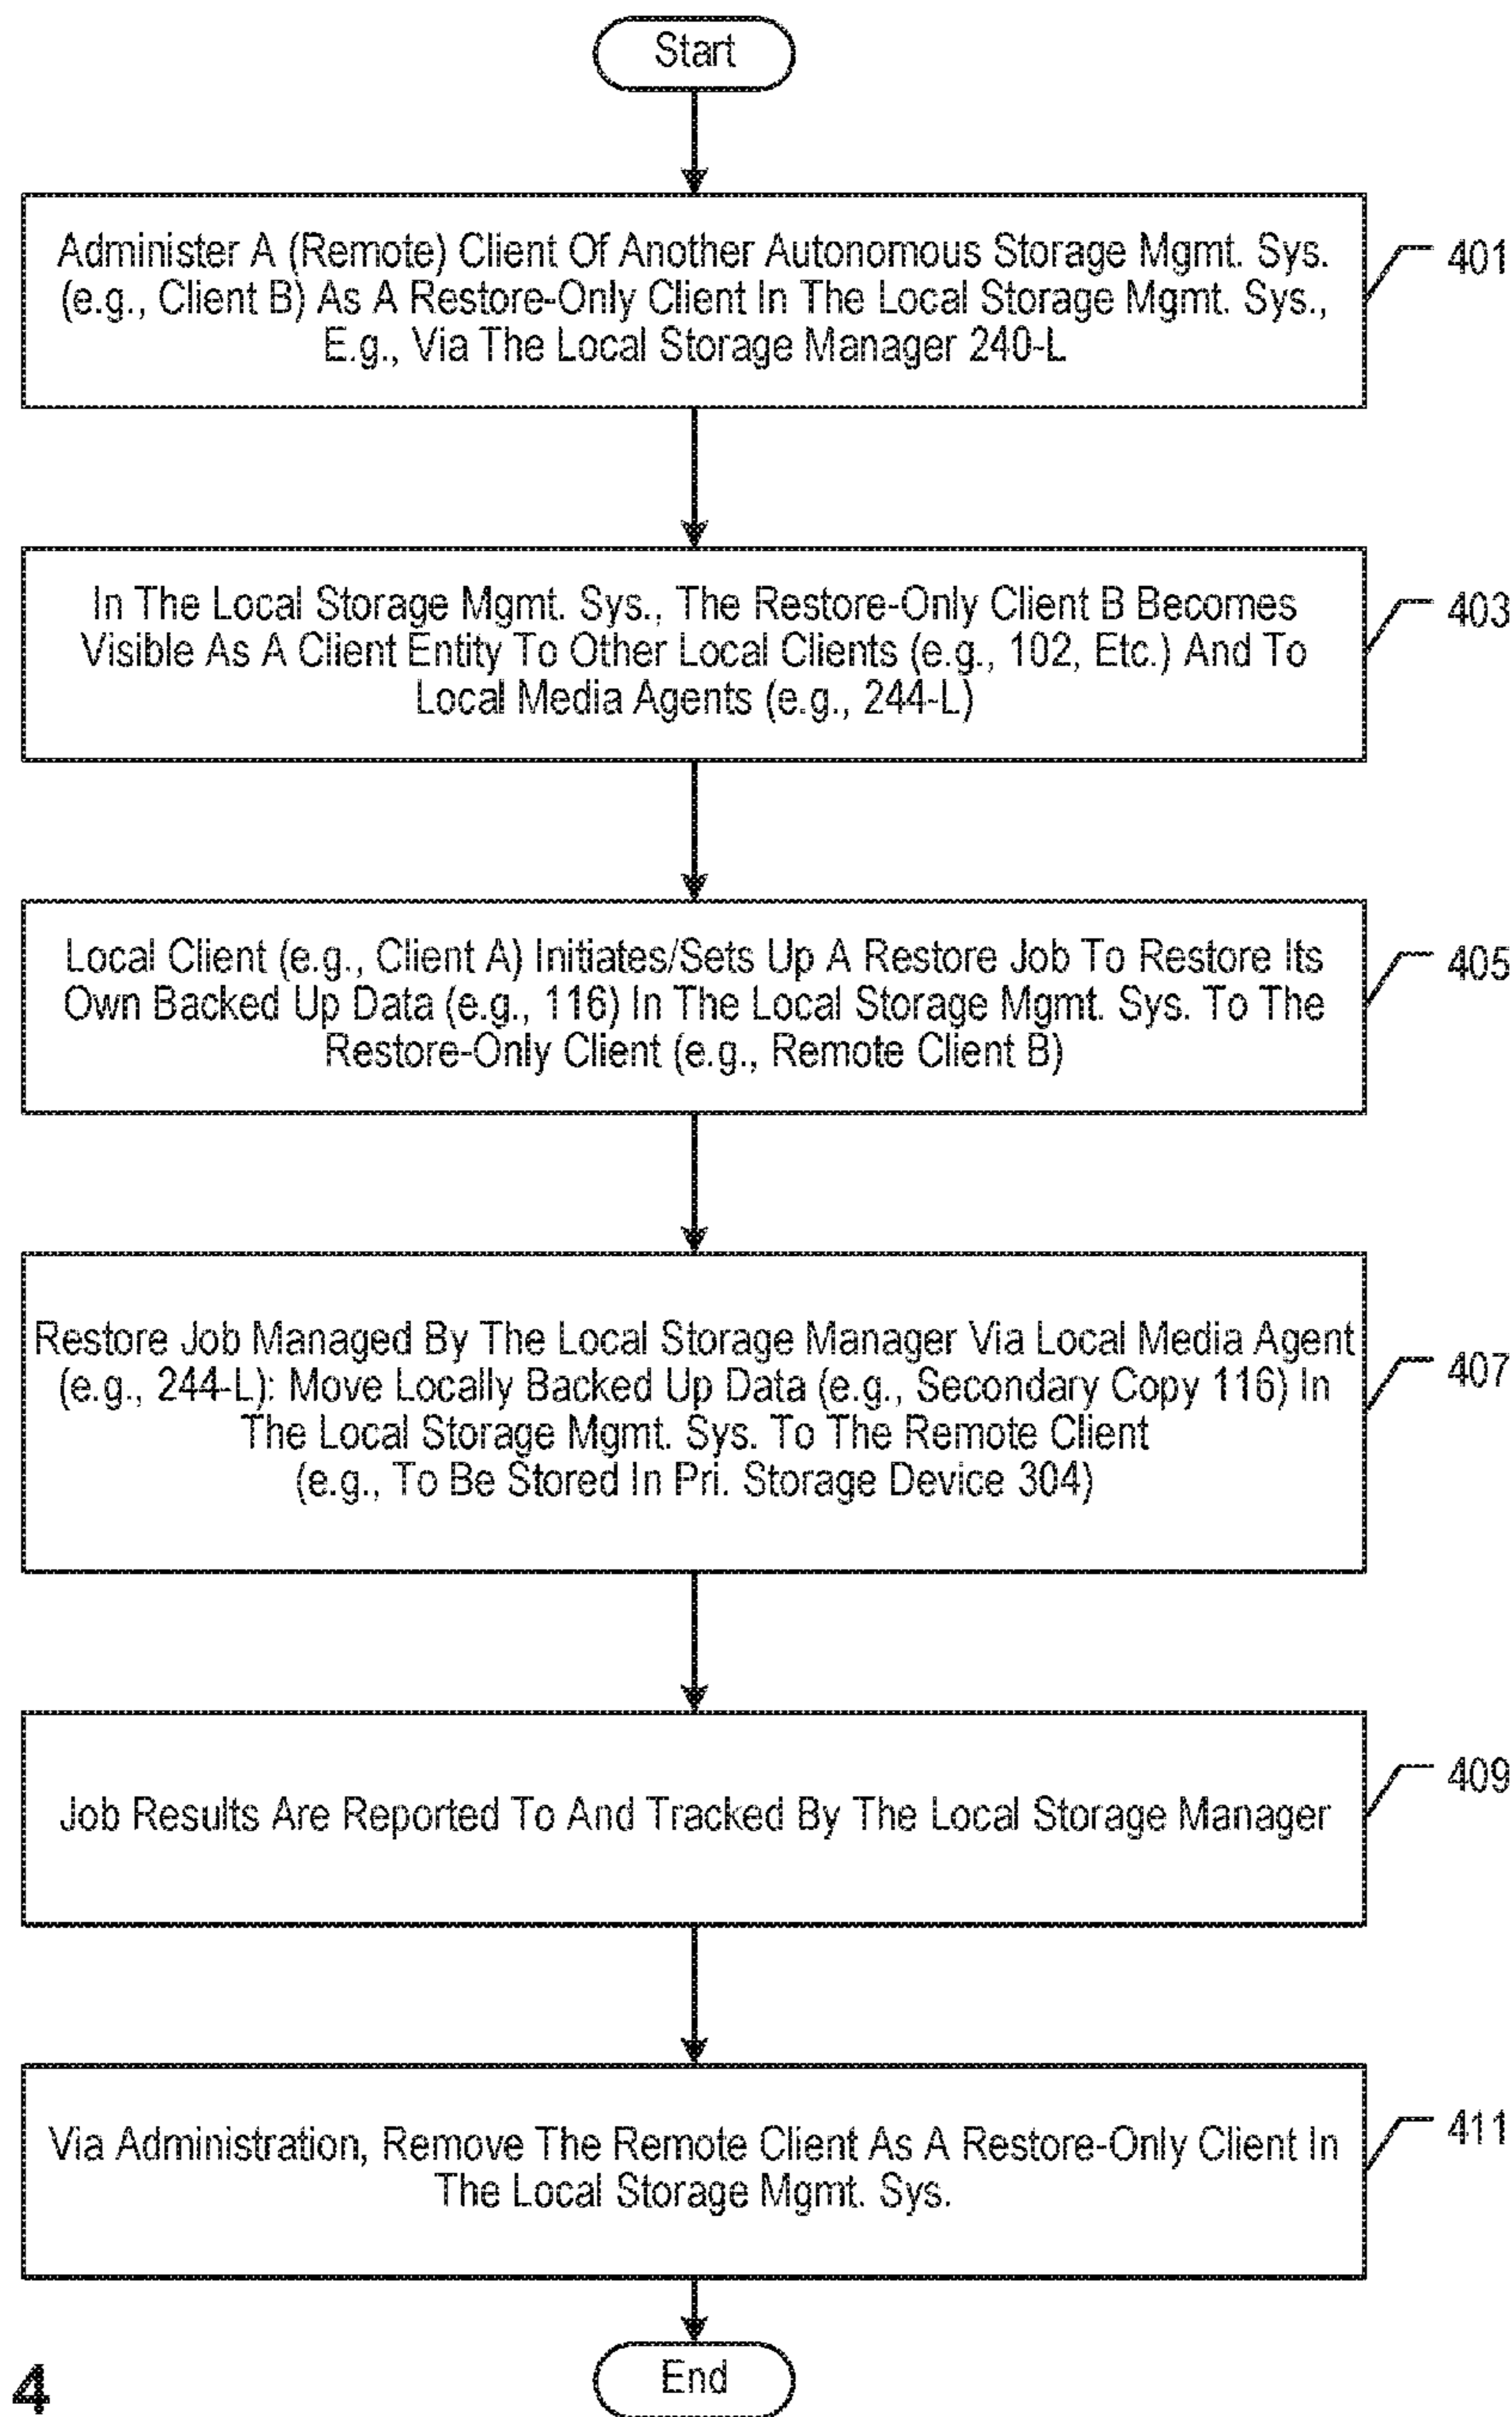 Start
Administer A (Remote) Client Of Another Autonomous Storage Mgmt. Sys.
(e.g., Client B) As A Restore-Only Client In The Local Storage Mgmt. Sys.,
E.g., Via The Local Storage Manager 240-L
401
In The Local Storage Mgmt. Sys., The Restore-Only Client B Becomes
Visible As A Client Entity To Other Local Clients (e.g., 102, Etc.) And To
Local Media Agents (e.g., 244-L)
403
Local Client (e.g., Client A) Initiates/Sets Up A Restore Job To Restore Its
Own Backed Up Data (e.g., 116) In The Local Storage Mgmt. Sys. To The
Restore-Only Client (e.g., Remote Client B)
405
Restore Job Managed By The Local Storage Manager Via Local Media Agent
(e.g., 244-L): Move Locally Backed Up Data (e.g., Secondary Copy 116) In
The Local Storage Mgmt. Sys. To The Remote Client
(e.g., To Be Stored In Pri. Storage Device 304)
407
Job Results Are Reported To And Tracked By The Local Storage Manager
409
Via Administration, Remove The Remote Client As A Restore-Only Client In
The Local Storage Mgmt. Sys.
411
End
4